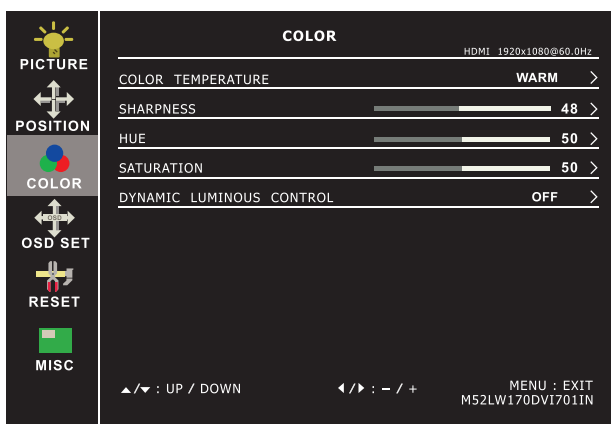 PICTURE
POSITION
COLOR
OSD
OSD SET
RESET
MISC
COLOR
HDMI 1920x1080@60.0Hz
COLOR TEMPERATURE WARM >
SHARPNESS 48 >
HUE 50 >
SATURATION 50 >
DYNAMIC LUMINOUS CONTROL OFF >
▲/▼ : UP / DOWN ◀/▶ : – / + MENU : EXIT
M52LW170DVI701IN